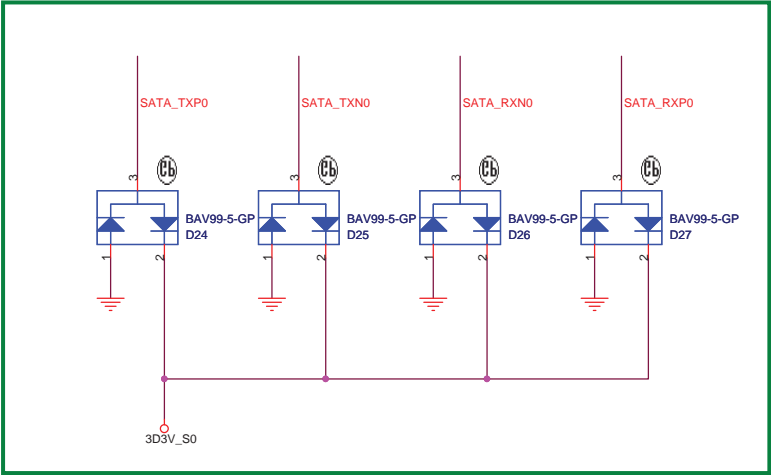 SATA_TXP0
SATA_TXN0
SATA_RXN0
SATA_RXP0
3
3
3
3
BAV99-5-GP
D24
BAV99-5-GP
D25
BAV99-5-GP
D26
BAV99-5-GP
D27
1
2
1
2
1
2
1
2
3D3V_S0